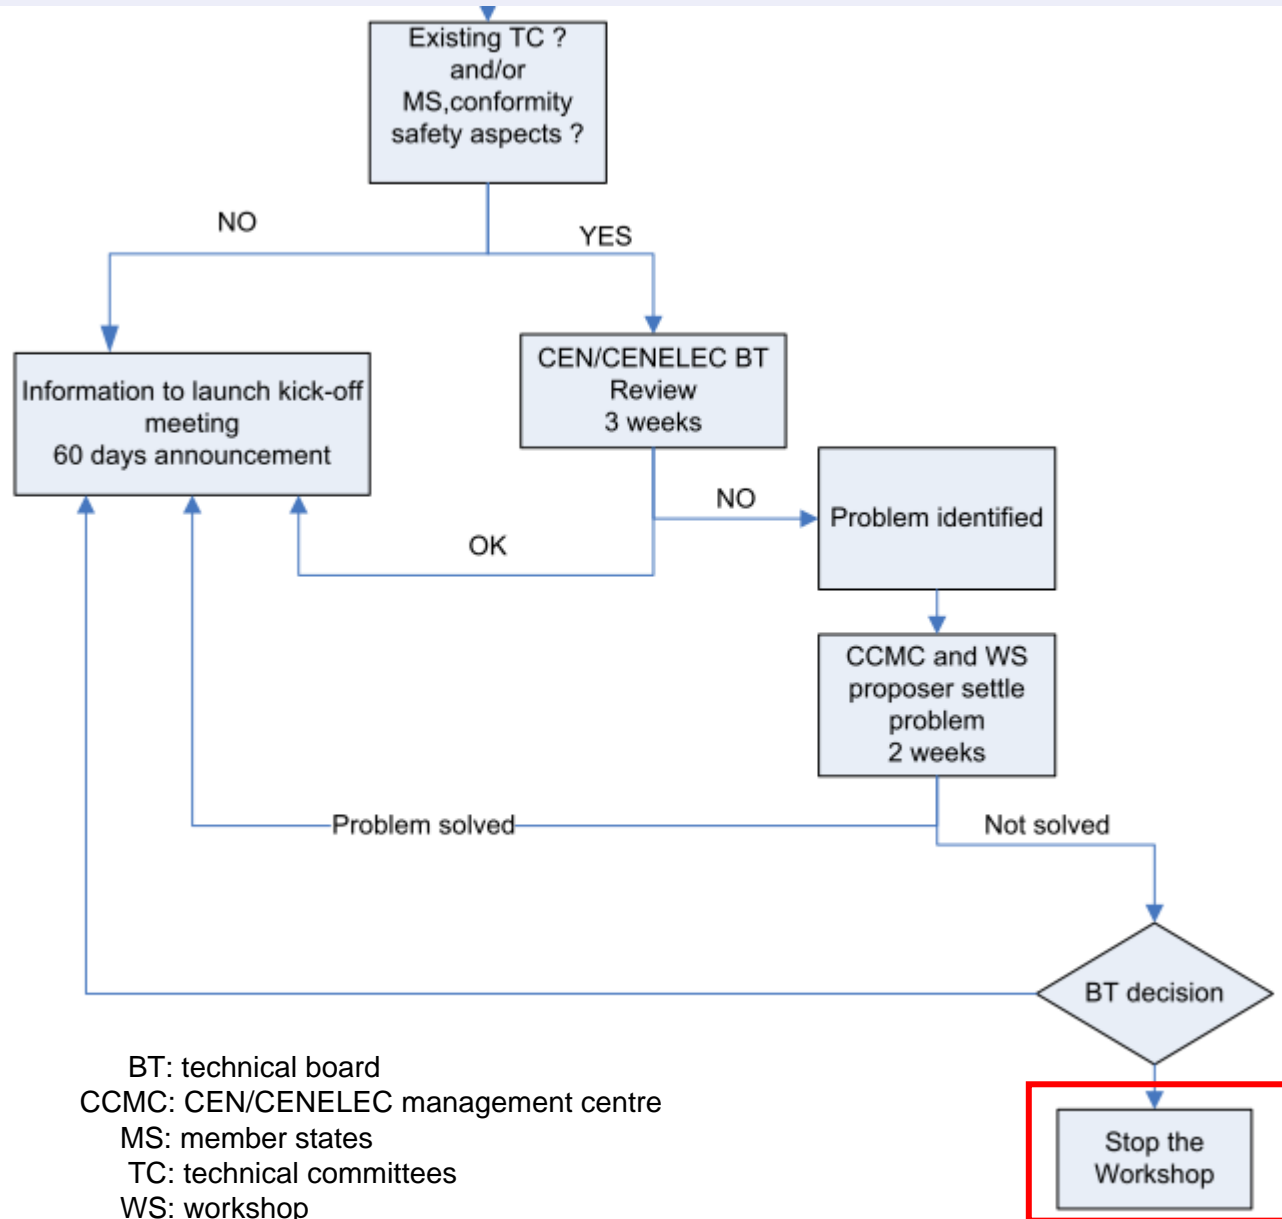 Existing TC ?
and/or
MS,conformity
safety aspects ?
NO
YES
CEN/CENELEC BT
Review
3 weeks
Information to launch kick-off
meeting
60 days announcement
NO
Problem identified
OK
CCMC and WS
proposer settle
problem
2 weeks
Problem solved
Not solved
BT decision
BT: technical board
CCMC: CEN/CENELEC management centre
MS: member states
TC: technical committees
WS: workshop
Stop the
Workshop